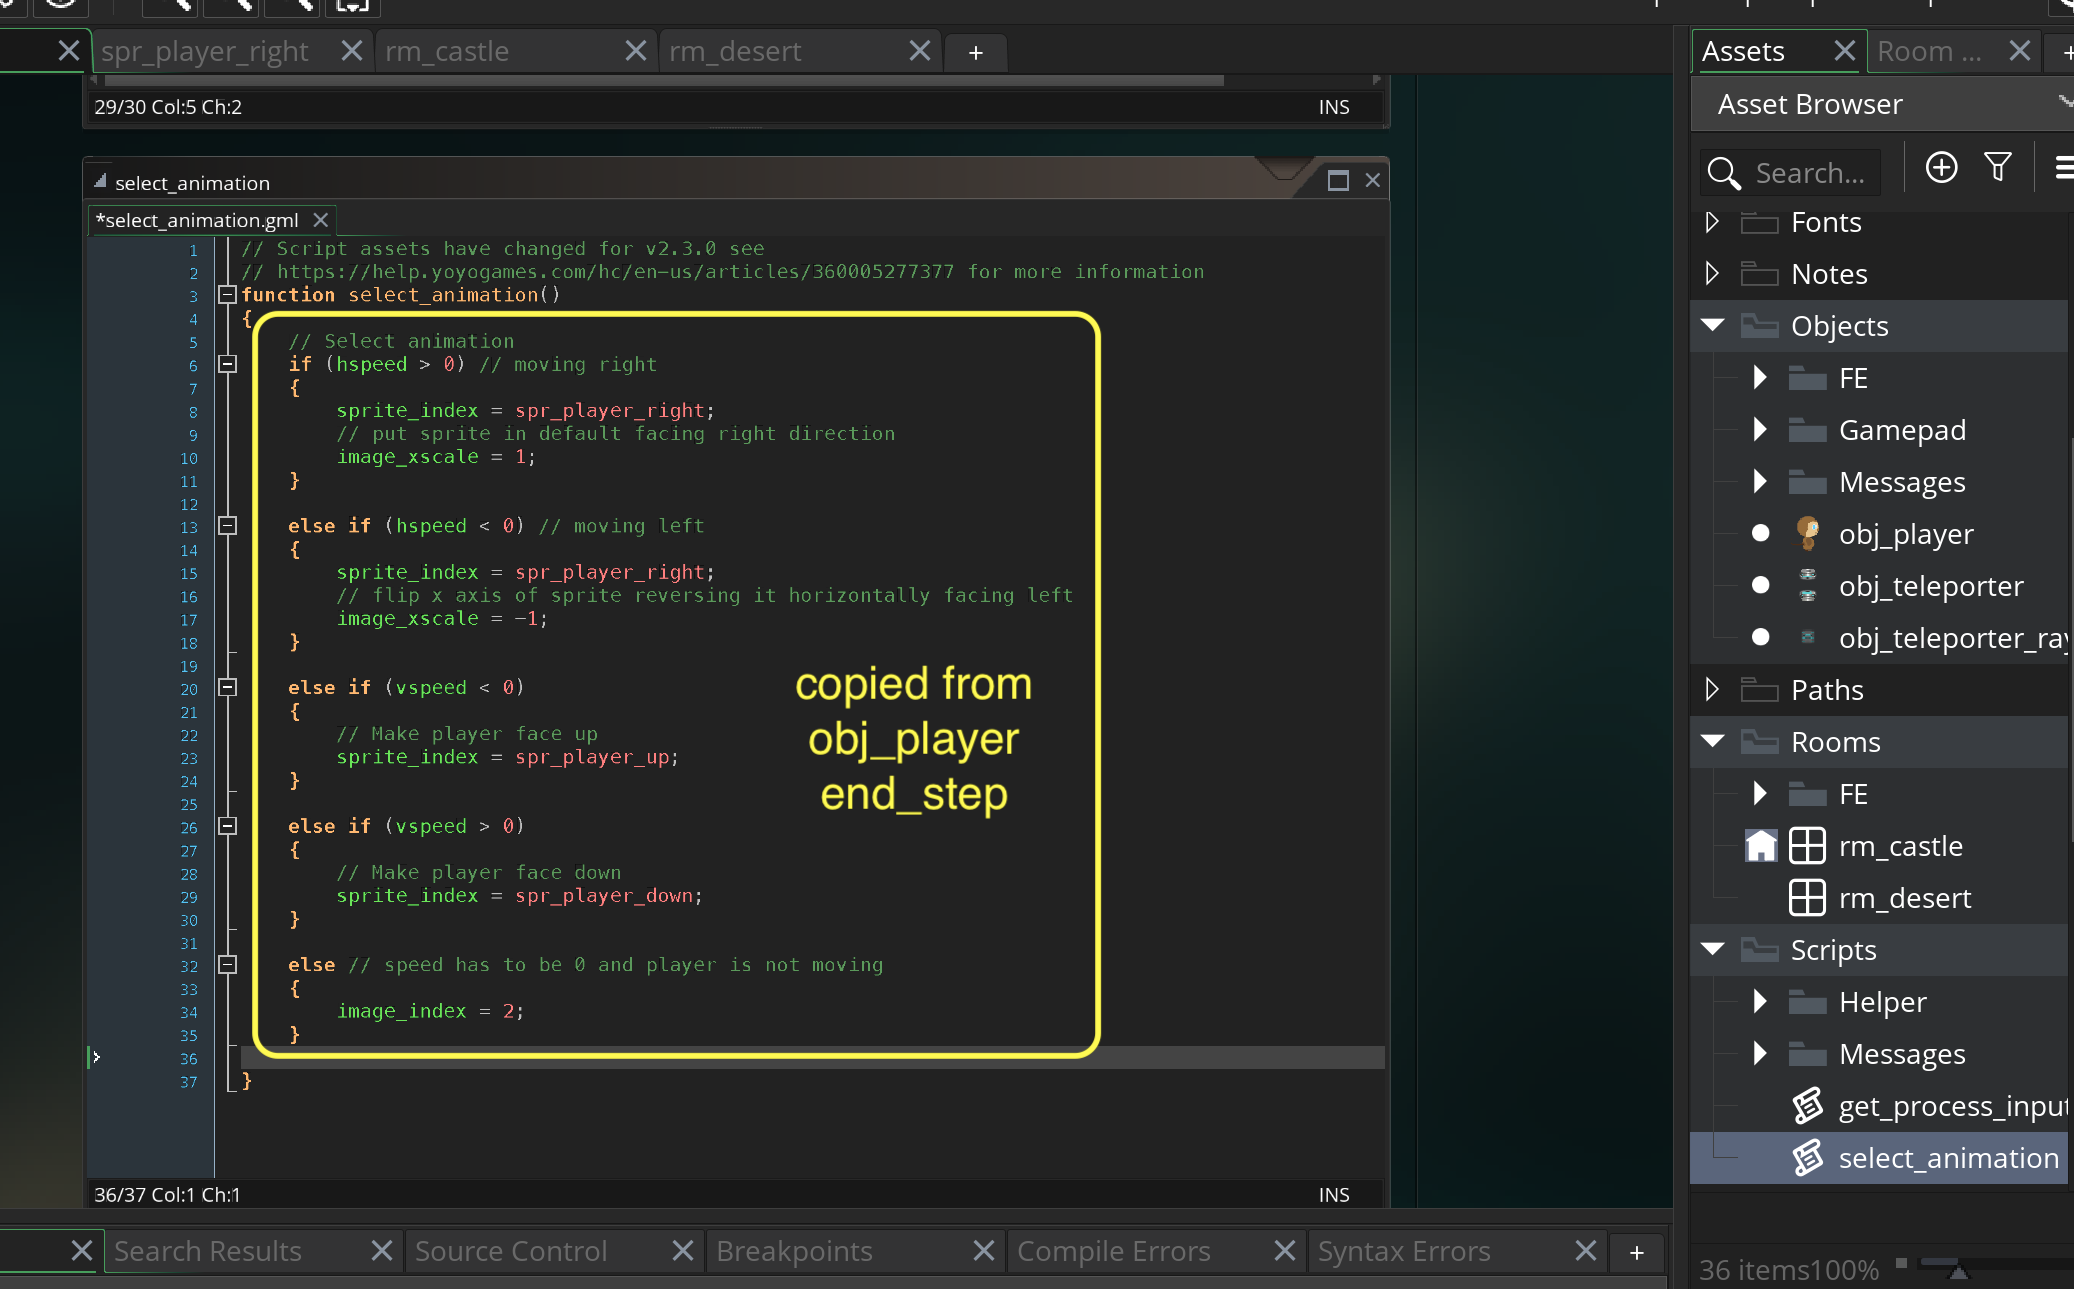 spr_player_right
rm_castle
rm_desert
+
Assets
Room ...
29/30 Col:5 Ch:2
INS
Asset Browser
Search...
select_animation
*select_animation.gml
1 // Script assets have changed for v2.3.0 see
2 // https://help.yoyogames.com/hc/en-us/articles/360005277377 for more information
3 function select_animation()
4 {
5 // Select animation
6 if (hspeed > 0) // moving right
7 {
8 sprite_index = spr_player_right;
9 // put sprite in default facing right direction
10 image_xscale = 1;
11 }
12
13 else if (hspeed < 0) // moving left
14 {
15 sprite_index = spr_player_right;
16 // flip x axis of sprite reversing it horizontally facing left
17 image_xscale = -1;
18 }
19
20 else if (vspeed < 0)
21 {
22 // Make player face up
23 sprite_index = spr_player_up;
24 }
25
26 else if (vspeed > 0)
27 {
28 // Make player face down
29 sprite_index = spr_player_down;
30 }
31
32 else // speed has to be 0 and player is not moving
33 {
34 image_index = 2;
35 }
36
37 }
copied from
obj_player
end_step
36/37 Col:1 Ch:1
INS
Fonts
Notes
Objects
FE
Gamepad
Messages
obj_player
obj_teleporter
obj_teleporter_ray
Paths
Rooms
FE
rm_castle
rm_desert
Scripts
Helper
Messages
get_process_input
select_animation
Search Results
Source Control
Breakpoints
Compile Errors
Syntax Errors
+
36 items
100%